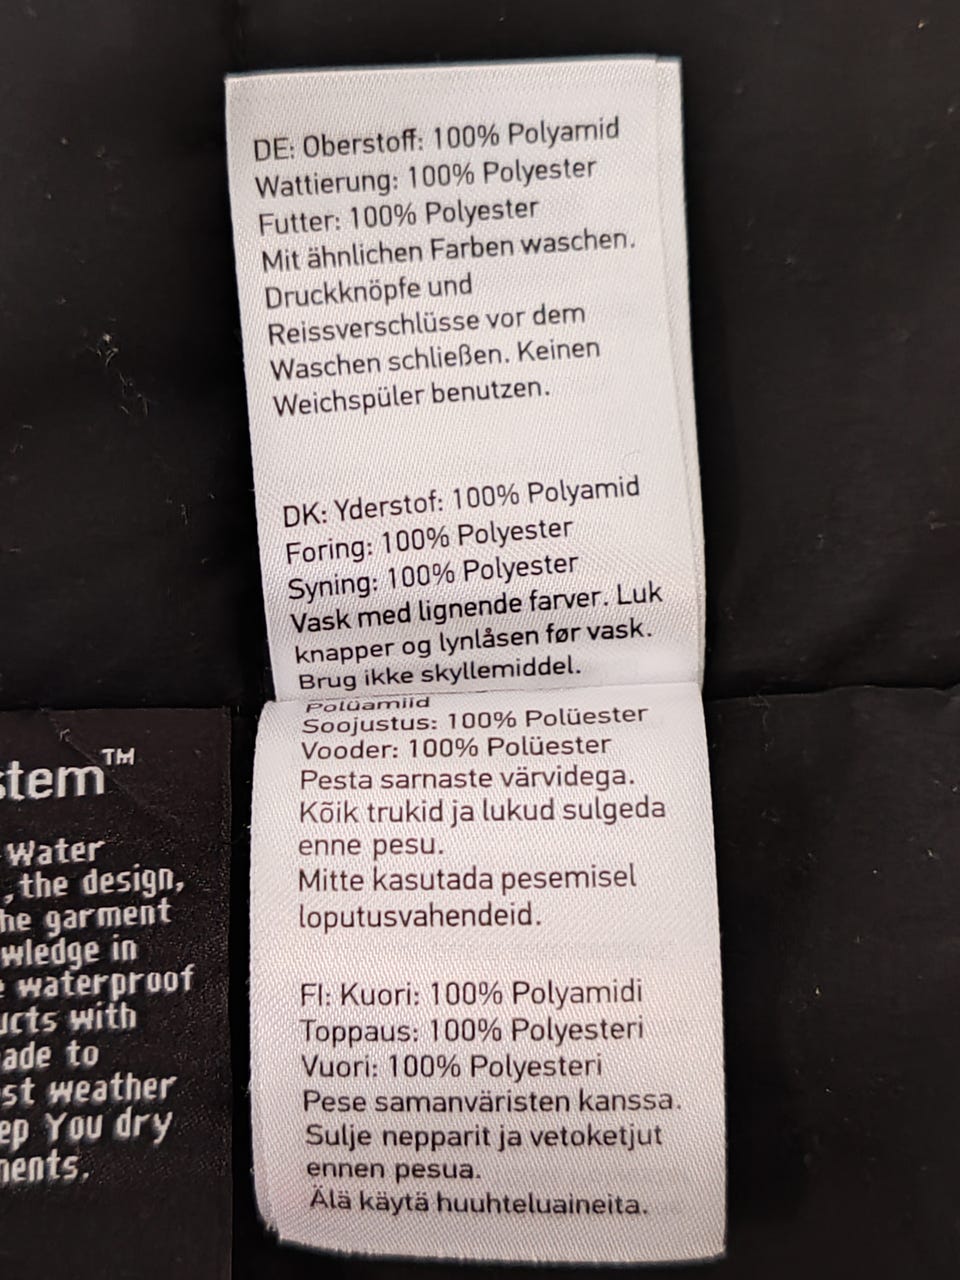 DE: Oberstoff: 100% Polyamid
Wattierung: 100% Polyester
Futter: 100% Polyester
Mit ähnlichen Farben waschen.
Druckknöpfe und
Reissverschlüsse vor dem
Waschen schließen. Keinen
Weichspüler benutzen.
DK: Yderstof: 100% Polyamid
Foring: 100% Polyester
Syning: 100% Polyester
Vask med lignende farver. Luk
knapper og lynlåsen før vask.
Brug ikke skyllemiddel.
Polüamiid
Soojustus: 100% Polüester
Vooder: 100% Polüester
Pesta sarnaste värvidega.
Kõik trukid ja lukud sulgeda
enne pesu.
Mitte kasutada pesemisel
loputusvahendeid.
FI: Kuori: 100% Polyamidi
Toppaus: 100% Polyesteri
Vuori: 100% Polyesteri
Pese samanväristen kanssa.
Sulje nepparit ja vetoketjut
ennen pesua.
Älä käytä huuhteluaineita.
stem™
Water
, the design,
he garment
wledge in
e waterproof
ucts with
ade to
st weather
ep You dry
nents.